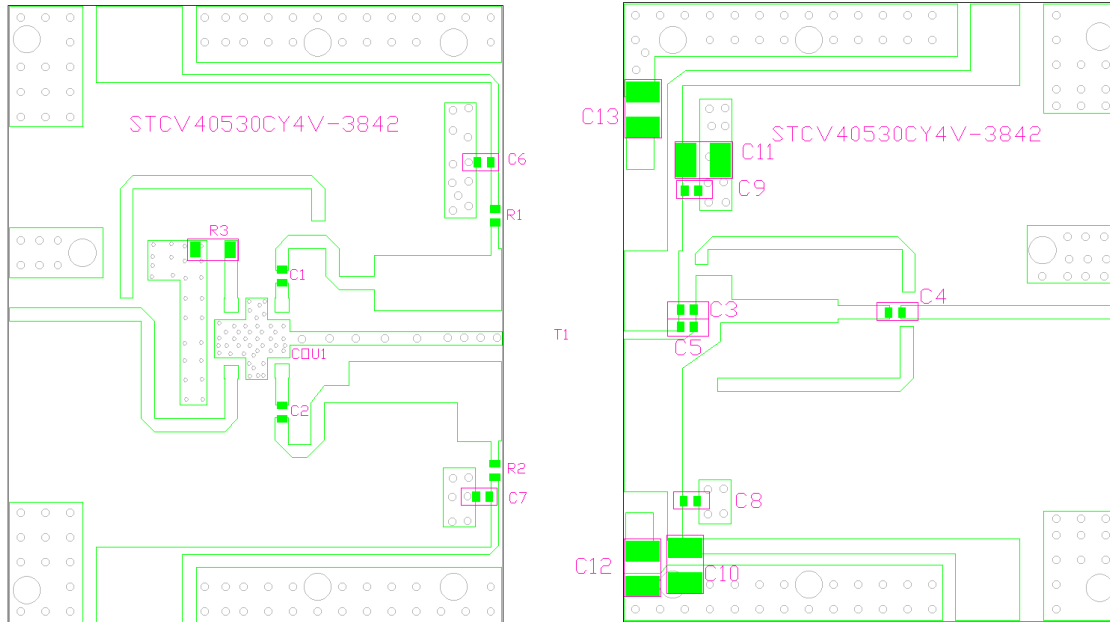 STCV40530CY4V-3842
C6
R1
R3
C1
COU1
C2
R2
C7
T1
C13
STCV40530CY4V-3842
C11
C9
C4
C3
C5
C8
C12
C10